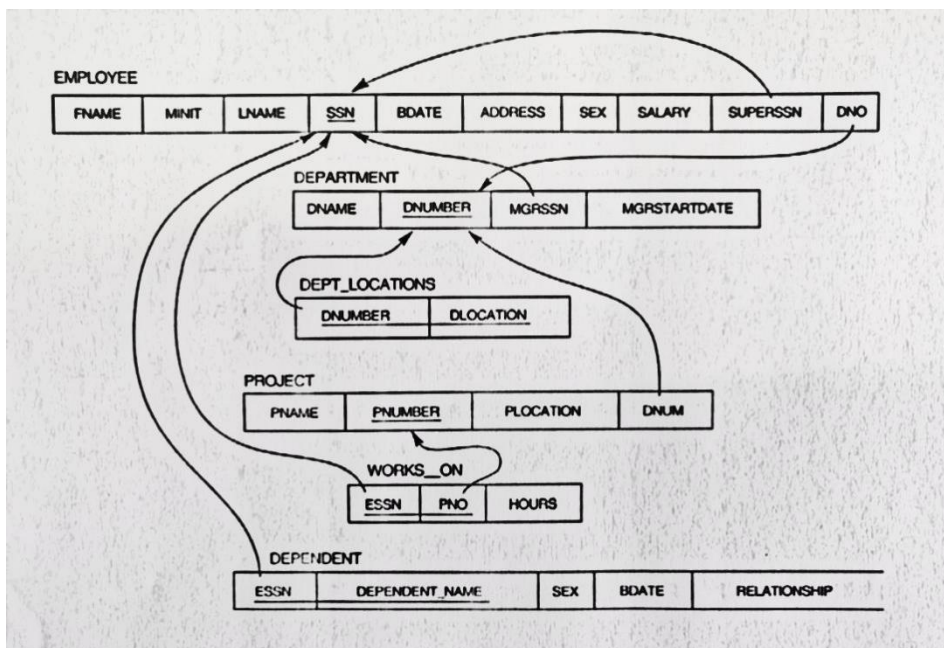 EMPLOYEE
FNAME MINIT LNAME SSN BDATE ADDRESS SEX SALARY SUPERSSN DNO
DEPARTMENT
DNAME DNUMBER MGRSSN MGRSTARTDATE
DEPT_LOCATIONS
DNUMBER DLOCATION
PROJECT
PNAME PNUMBER PLOCATION DNUM
WORKS_ON
ESSN PNO HOURS
DEPENDENT
ESSN DEPENDENT_NAME SEX BDATE RELATIONSHIP